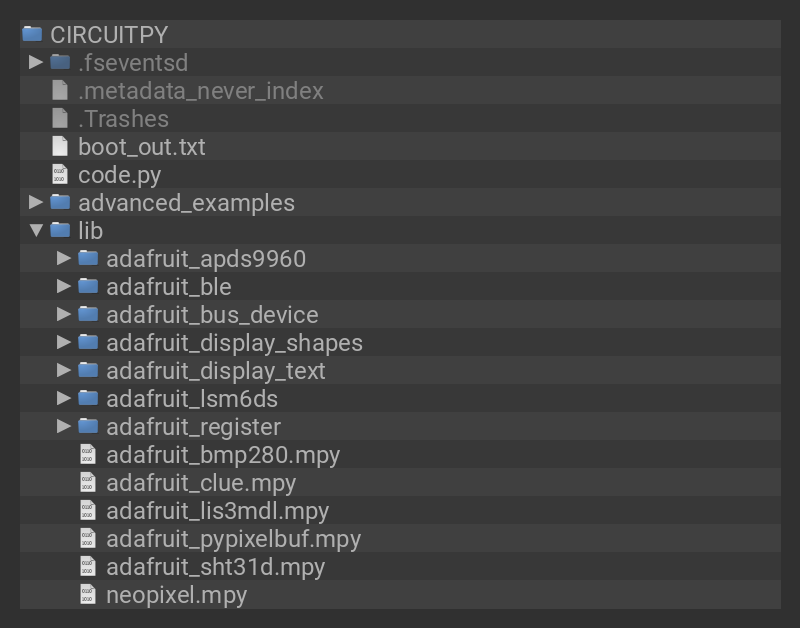 CIRCUITPY
.fseventsd
.metadata_never_index
.Trashes
boot_out.txt
code.py
advanced_examples
lib
adafruit_apds9960
adafruit_ble
adafruit_bus_device
adafruit_display_shapes
adafruit_display_text
adafruit_lsm6ds
adafruit_register
adafruit_bmp280.mpy
adafruit_clue.mpy
adafruit_lis3mdl.mpy
adafruit_pypixelbuf.mpy
adafruit_sht31d.mpy
neopixel.mpy